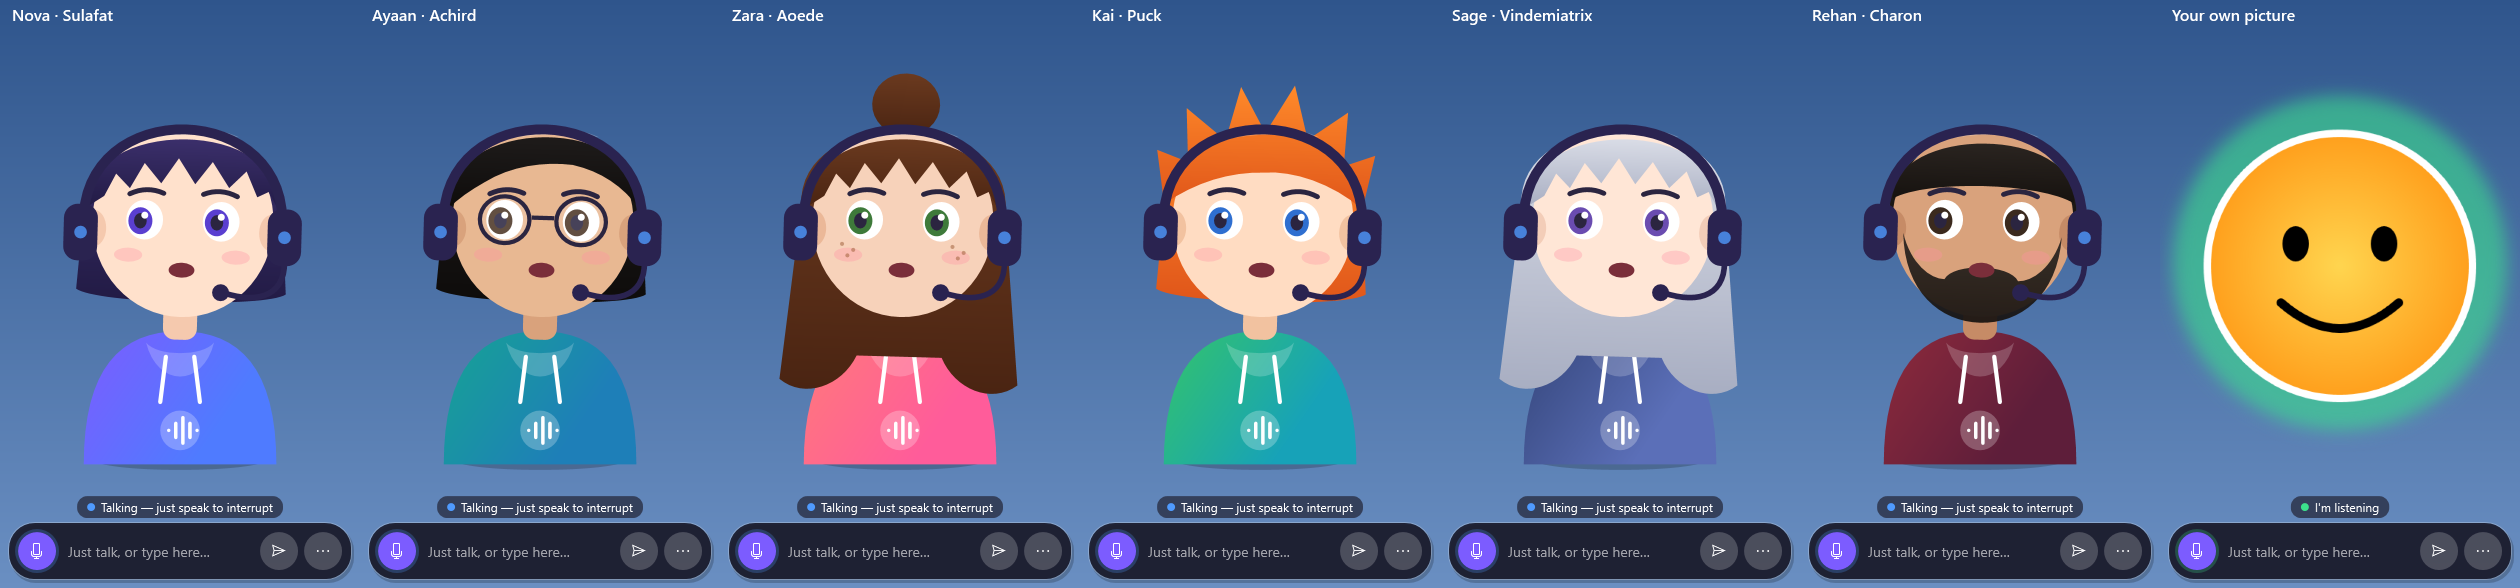 Nova · Sulafat
Talking — just speak to interrupt
Just talk, or type here...
Ayaan · Achird
Talking — just speak to interrupt
Just talk, or type here...
Zara · Aoede
Talking — just speak to interrupt
Just talk, or type here...
Kai · Puck
Talking — just speak to interrupt
Just talk, or type here...
Sage · Vindemiatrix
Talking — just speak to interrupt
Just talk, or type here...
Rehan · Charon
Talking — just speak to interrupt
Just talk, or type here...
Your own picture
I'm listening
Just talk, or type here...